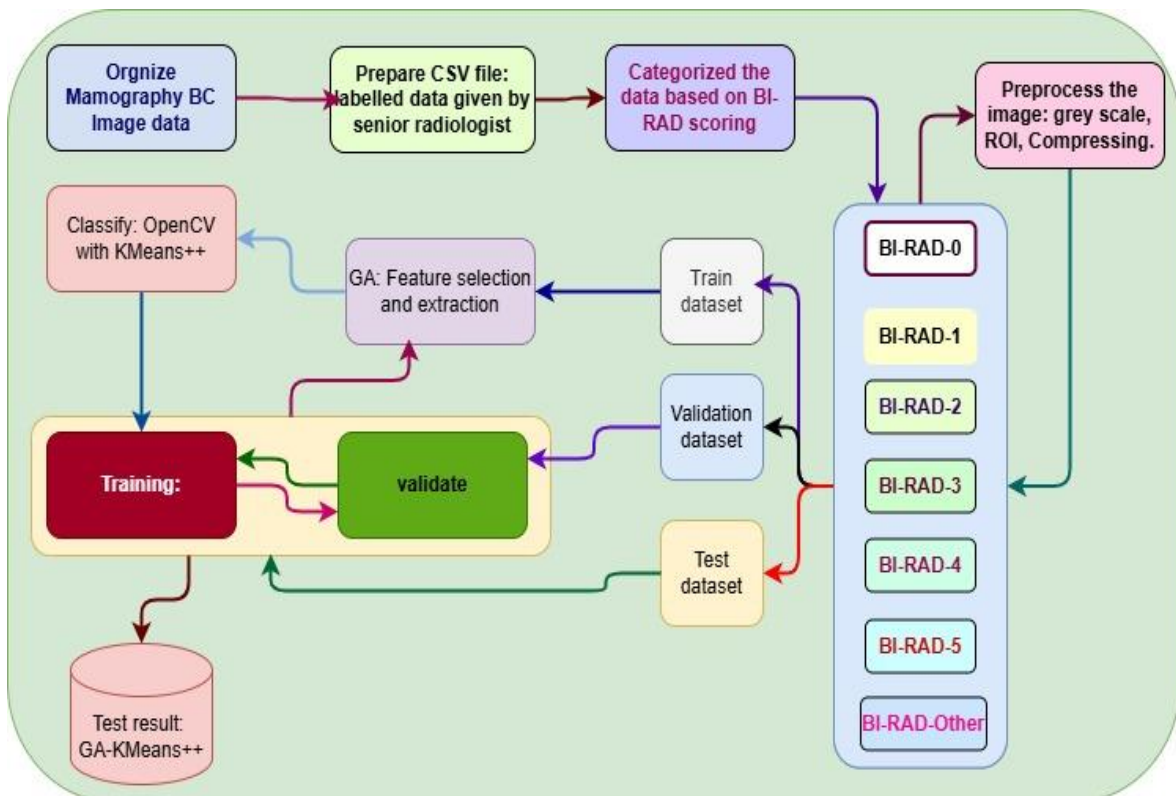 Orgnize
Mamography BC
Image data
Prepare CSV file:
labelled data given by
senior radiologist
Categorized the
data based on BI-
RAD scoring
Preprocess the
image: grey scale,
ROI, Compressing.
Classify: OpenCV
with KMeans++
GA: Feature selection
and extraction
Train
dataset
BI-RAD-0
BI-RAD-1
BI-RAD-2
BI-RAD-3
BI-RAD-4
BI-RAD-5
BI-RAD-Other
Validation
dataset
Training:
validate
Test
dataset
Test result:
GA-KMeans++